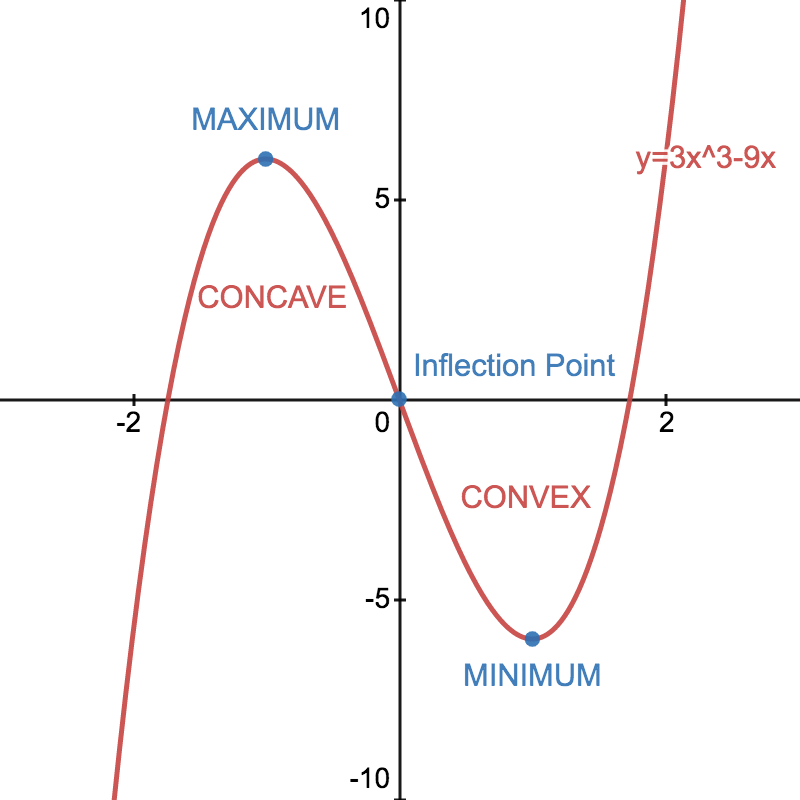 10
MAXIMUM
y=3x^3-9x
5
CONCAVE
Inflection Point
-2
0
2
CONVEX
-5
MINIMUM
-10